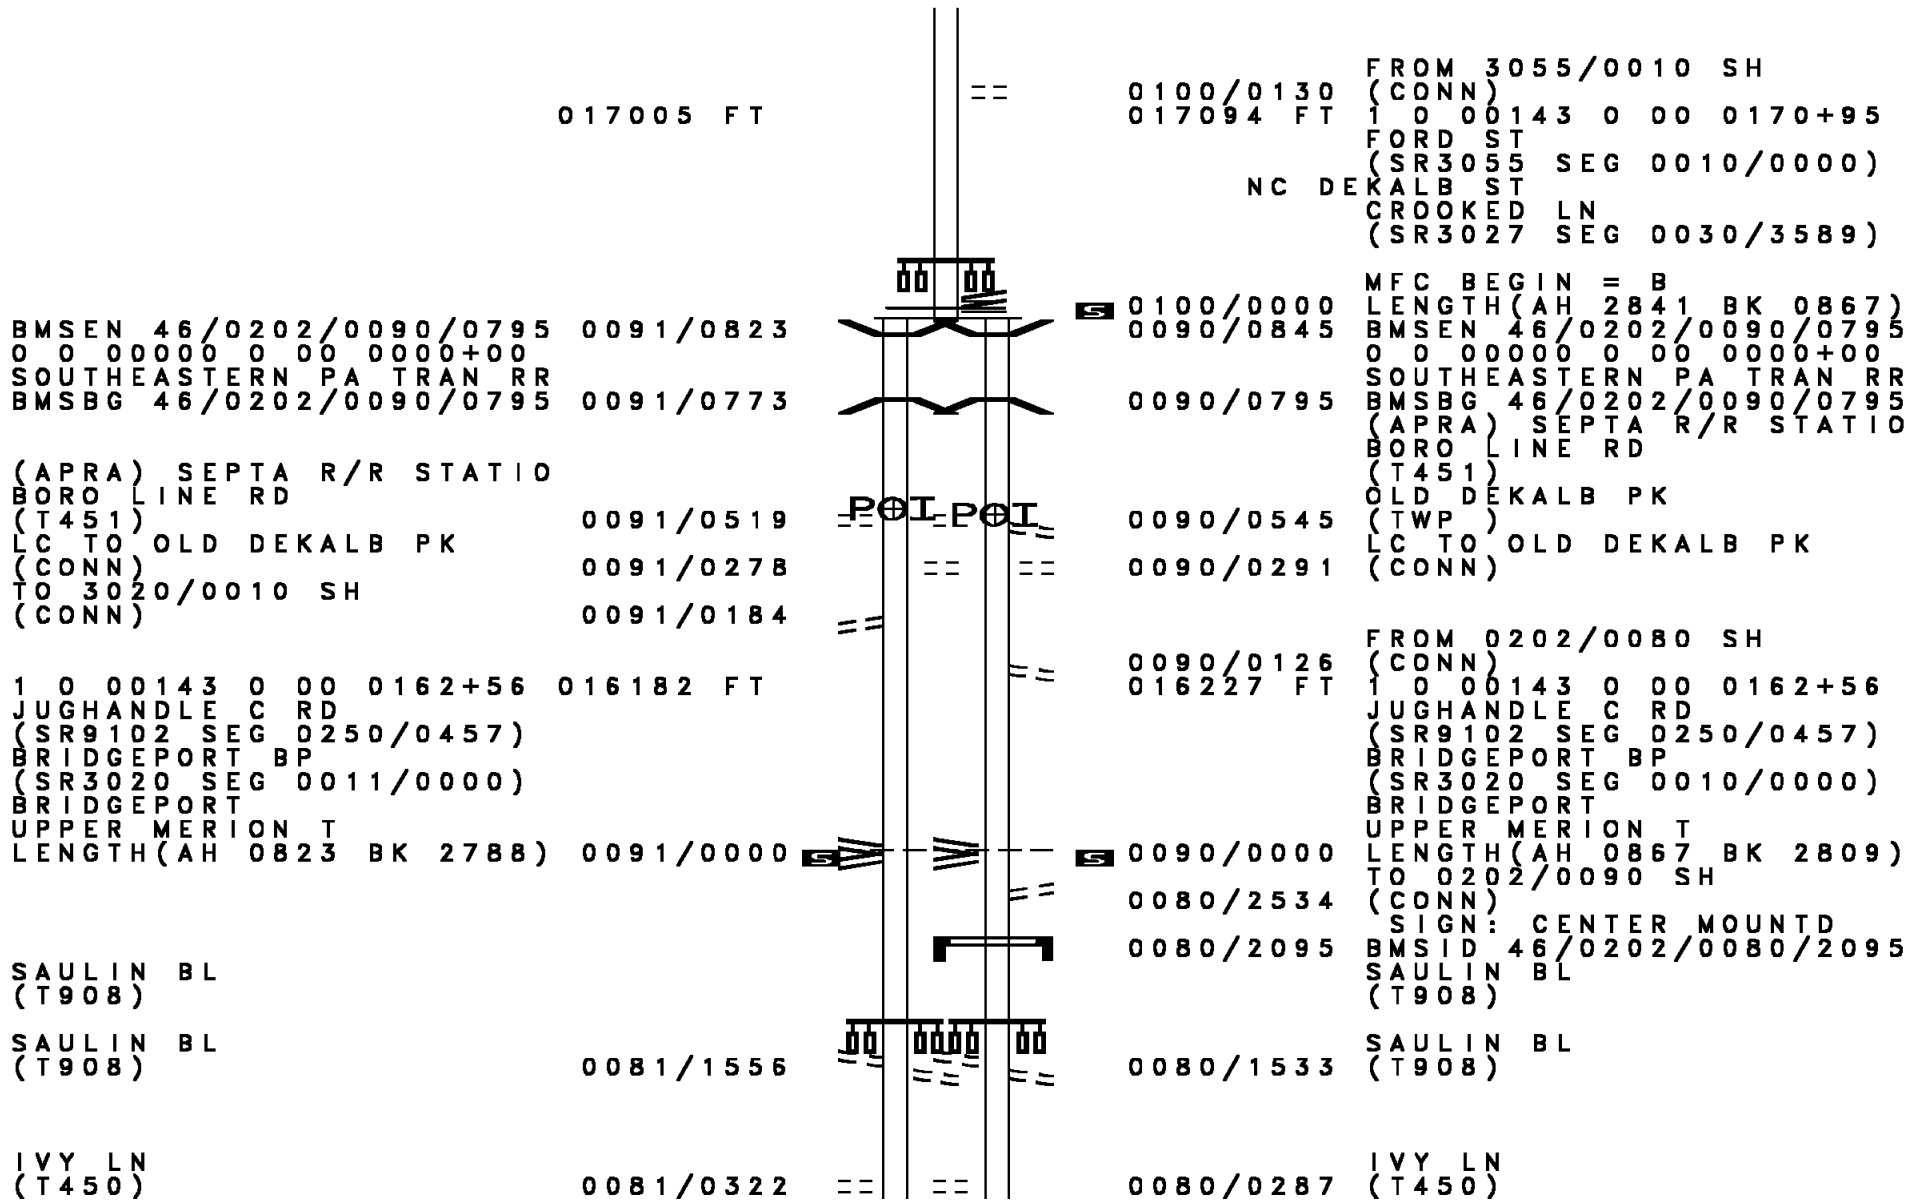 FROM 3055/0010 SH
0100/0130 (CONN)
017005 FT 017094 FT 1 0 00143 0 00 0170+95
FORD ST
(SR3055 SEG 0010/0000)
NC DEKALB ST
CROOKED LN
(SR3027 SEG 0030/3589)
MFC BEGIN = B
S 0100/0000 LENGTH(AH 2841 BK 0867)
BMSEN 46/0202/0090/0795 0091/0823 0090/0845 BMSEN 46/0202/0090/0795
0 0 00000 0 00 0000+00 0 0 00000 0 00 0000+00
SOUTHEASTERN PA TRAN RR SOUTHEASTERN PA TRAN RR
BMSBG 46/0202/0090/0795 0091/0795 0090/0795 BMSBG 46/0202/0090/0795
(APRA) SEPTA R/R STATIO
BORO LINE RD
(APRA) SEPTA R/R STATIO (T451)
BORO LINE RD OLD DEKALB PK
(T451) 0091/0519 POI POI 0090/0545 (TWP )
LC TO OLD DEKALB PK LC TO OLD DEKALB PK
(CONN) 0091/0278 0090/0291 (CONN)
TO 3020/0010 SH
(CONN) 0091/0184
FROM 0202/0080 SH
0090/0126 (CONN)
1 0 00143 0 00 0162+56 016182 FT 016227 FT 1 0 00143 0 00 0162+56
JUGHANDLE C RD JUGHANDLE C RD
(SR9102 SEG 0250/0457) (SR9102 SEG 0250/0457)
BRIDGEPORT BP BRIDGEPORT BP
(SR3020 SEG 0011/0000) (SR3020 SEG 0010/0000)
BRIDGEPORT BRIDGEPORT
UPPER MERION T UPPER MERION T
LENGTH(AH 0823 BK 2788) 0091/0000 S S 0090/0000 LENGTH(AH 0867 BK 2809)
TO 0202/0090 SH
0080/2534 (CONN)
SIGN: CENTER MOUNTD
0080/2095 BMSID 46/0202/0080/2095
SAULIN BL SAULIN BL
(T908) (T908)
SAULIN BL SAULIN BL
(T908) 0081/1556 0080/1533 (T908)
IVY LN IVY LN
(T450) 0081/0322 0080/0287 (T450)